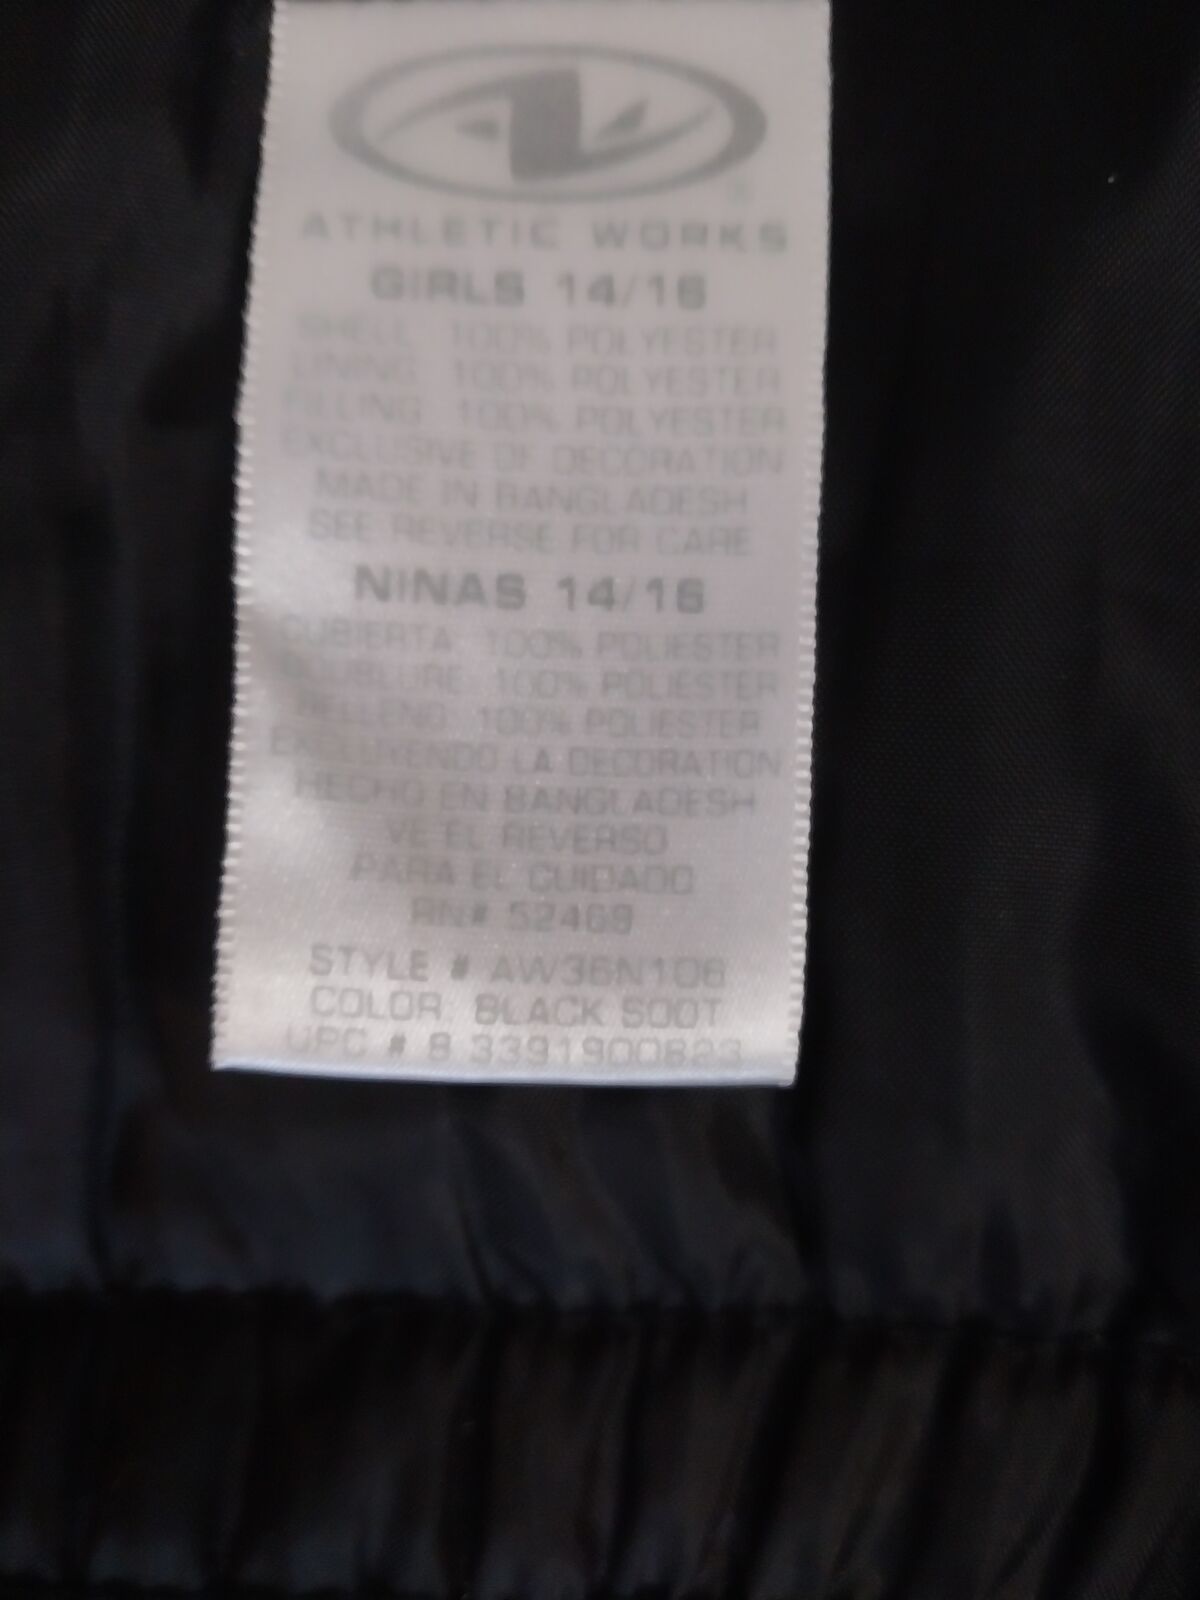 ATHLETIC WORKS
GIRLS 14/16
SHELL: 100% POLYESTER
LINING: 100% POLYESTER
FILLING: 100% POLYESTER
EXCLUSIVE OF DECORATION
MADE IN BANGLADESH
SEE REVERSE FOR CARE
NINAS 14/16
CUBIERTA: 100% POLIESTER
DOUBLURE: 100% POLIESTER
RELLENO: 100% POLIESTER
EXCLUYENDO LA DECORATION
HECHO EN BANGLADESH
VE EL REVERSO
PARA EL CUIDADO
RN# 52469
STYLE # AW36N106
COLOR: BLACK SOOT
UPC #